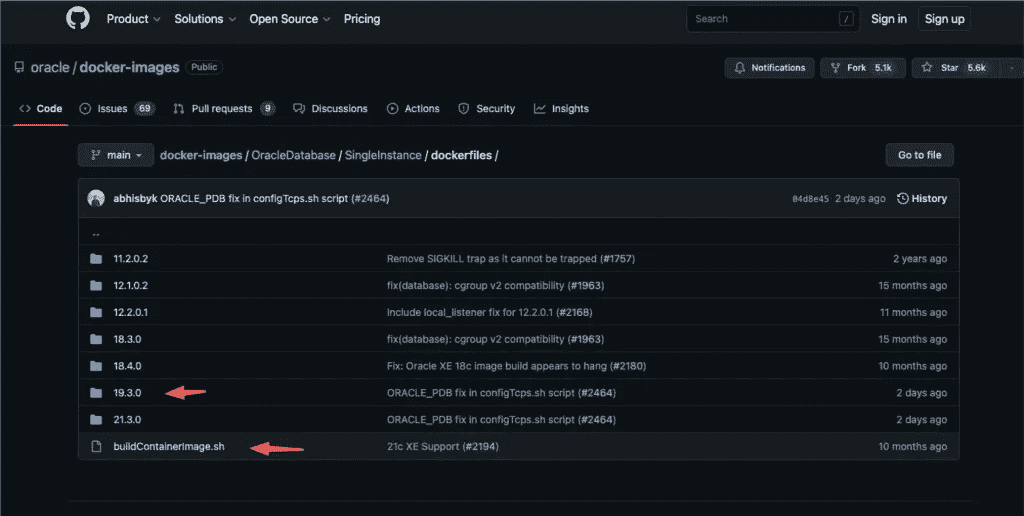 Product Solutions Open Source Pricing Search / Sign in Sign up
oracle / docker-images Public Notifications Fork 5.1k Star 5.6k
Code Issues 69 Pull requests 9 Discussions Actions Security Insights
main docker-images / OracleDatabase / SingleInstance / dockerfiles / Go to file
abhisbyk ORACLE_PDB fix in configTcps.sh script (#2464) 04d8e45 2 days ago History
..
11.2.0.2 Remove SIGKILL trap as it cannot be trapped (#1757) 2 years ago
12.1.0.2 fix(database): cgroup v2 compatibility (#1963) 15 months ago
12.2.0.1 Include local_listener fix for 12.2.0.1 (#2168) 11 months ago
18.3.0 fix(database): cgroup v2 compatibility (#1963) 15 months ago
18.4.0 Fix: Oracle XE 18c image build appears to hang (#2180) 10 months ago
19.3.0 ORACLE_PDB fix in configTcps.sh script (#2464) 2 days ago
21.3.0 ORACLE_PDB fix in configTcps.sh script (#2464) 2 days ago
buildContainerImage.sh 21c XE Support (#2194) 10 months ago